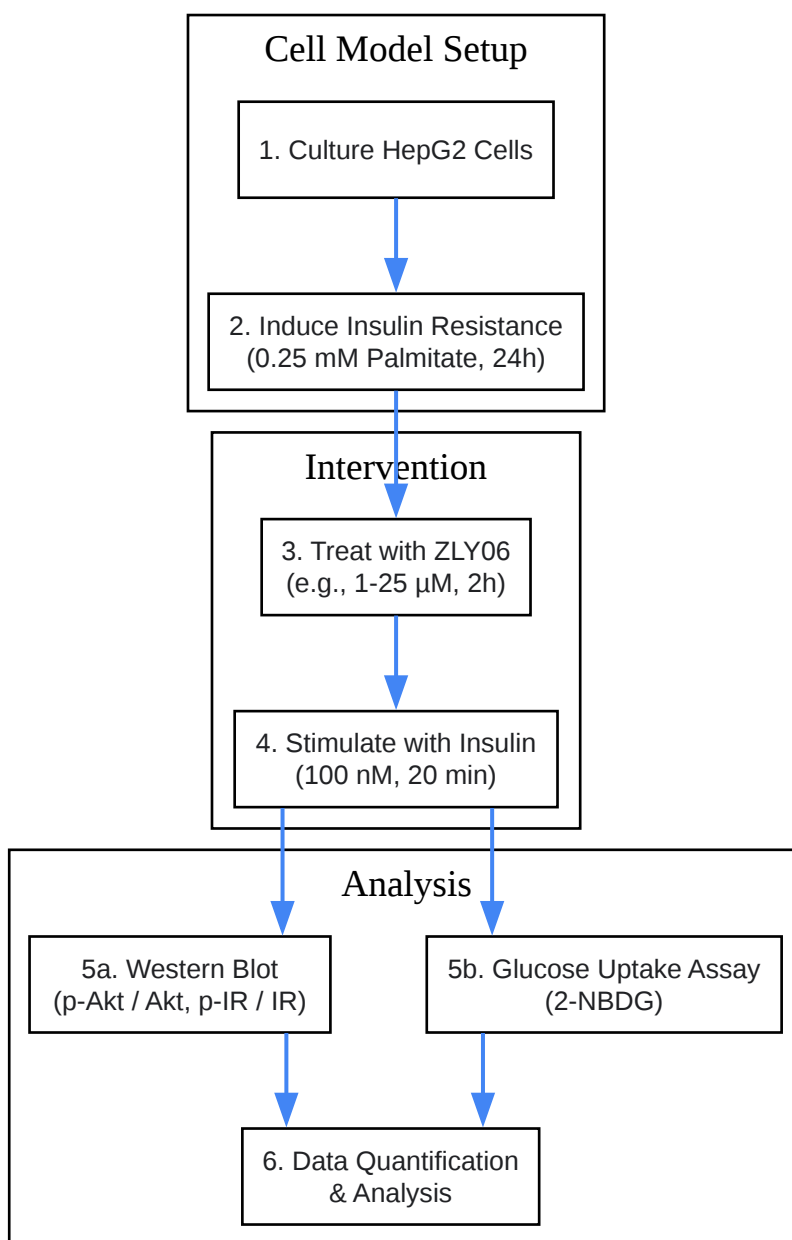 Cell Model Setup
1. Culture HepG2 Cells
2. Induce Insulin Resistance
(0.25 mM Palmitate, 24h)
Intervention
3. Treat with ZLY06
(e.g., 1-25 µM, 2h)
4. Stimulate with Insulin
(100 nM, 20 min)
Analysis
5a. Western Blot
(p-Akt / Akt, p-IR / IR)
5b. Glucose Uptake Assay
(2-NBDG)
6. Data Quantification
& Analysis